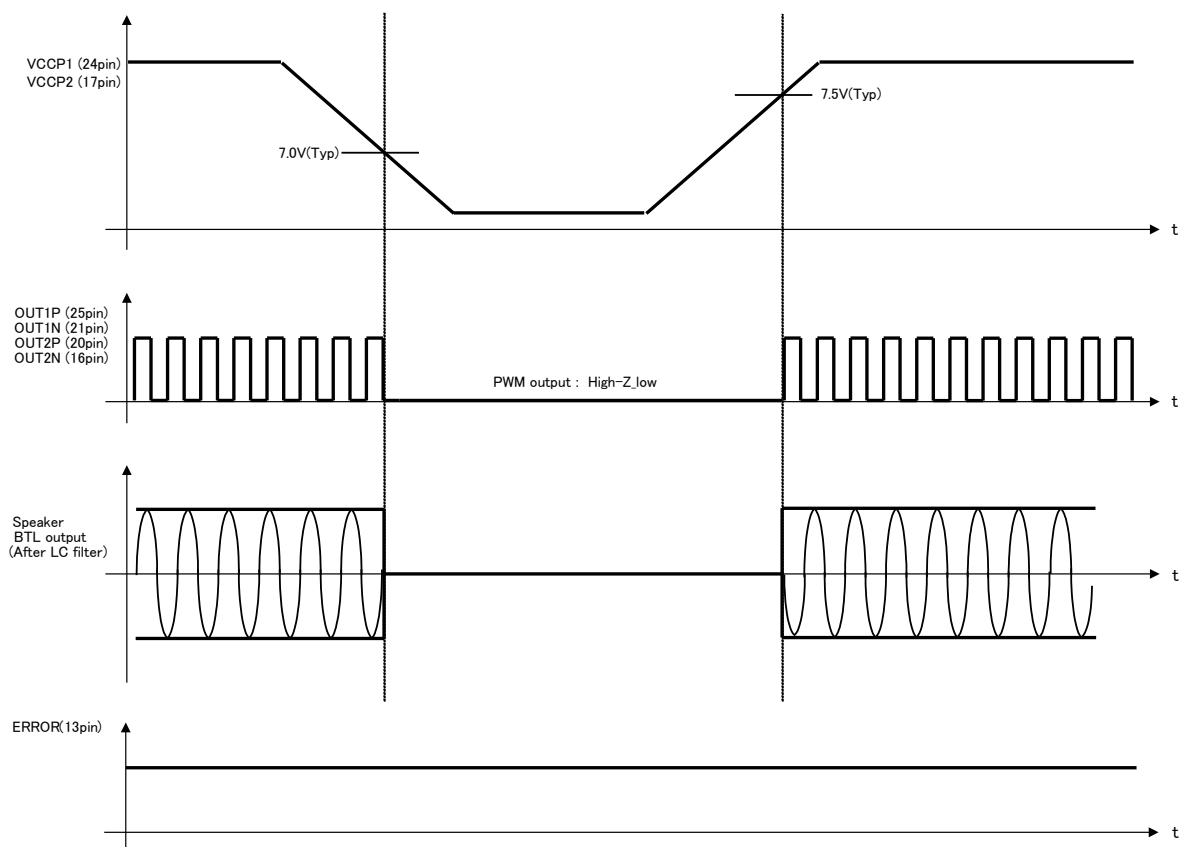 VCCP1 (24pin)
VCCP2 (17pin)
7.5V(Typ)
7.0V(Typ)
t
OUT1P (25pin)
OUT1N (21pin)
OUT2P (20pin)
OUT2N (16pin)
PWM output : High-Z_low
t
Speaker
BTL output
(After LC filter)
t
ERROR(13pin)
t